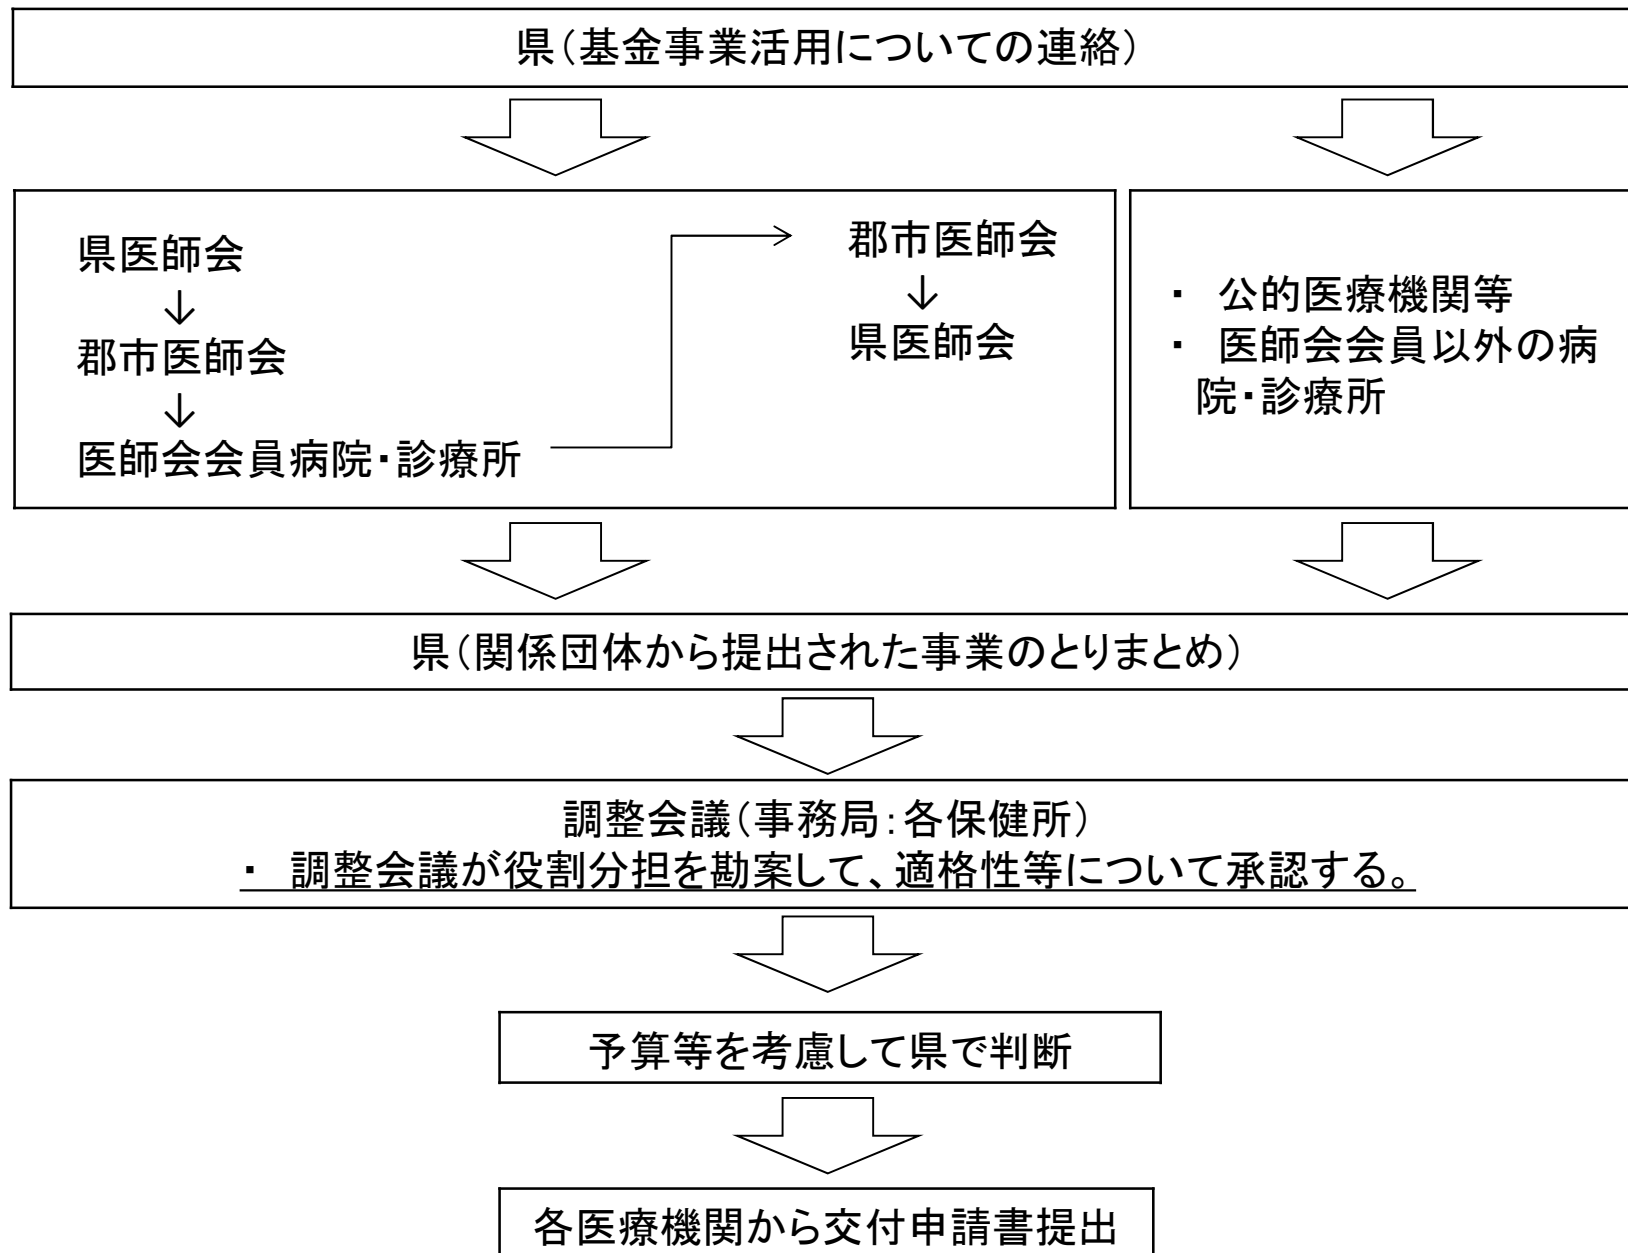 県(基金事業活用についての連絡)
県医師会
↓
郡市医師会
↓
医師会会員病院・診療所
郡市医師会
↓
県医師会
・ 公的医療機関等
・ 医師会会員以外の病
院・診療所
県(関係団体から提出された事業のとりまとめ)
調整会議(事務局:各保健所)
・ 調整会議が役割分担を勘案して、適格性等について承認する。
予算等を考慮して県で判断
各医療機関から交付申請書提出